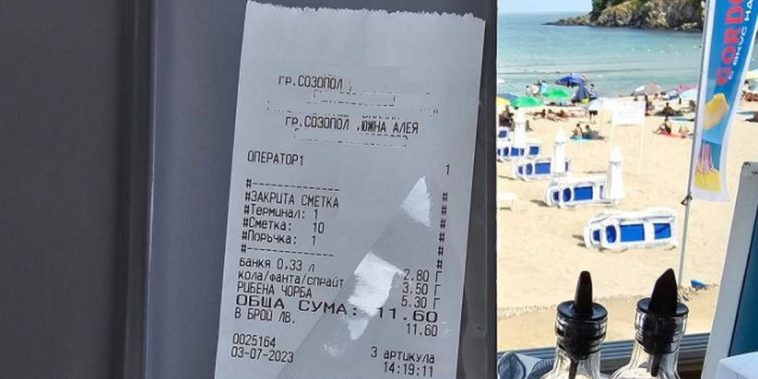 ГР.СОЗОПОЛ
ГР.СОЗОПОЛ ,ЮЖНА АЛЕЯ
ОПЕРАТОР1 1
#-------------- #
#ЗАКРИТА СМЕТКА #
#Терминал: 1 #
#Сметка: 10 #
#Поръчка: 1 #
#-------------- #
Банкя 0.33 л 2.80 Г
кола/фанта/спрайт 3.50 Г
РИБЕНА ЧОРБА 5.30 Г
ОБЩА СУМА: 11.60
В БРОЙ ЛВ. 11.60
0025164 3 артикула
03-07-2023 14:19:11